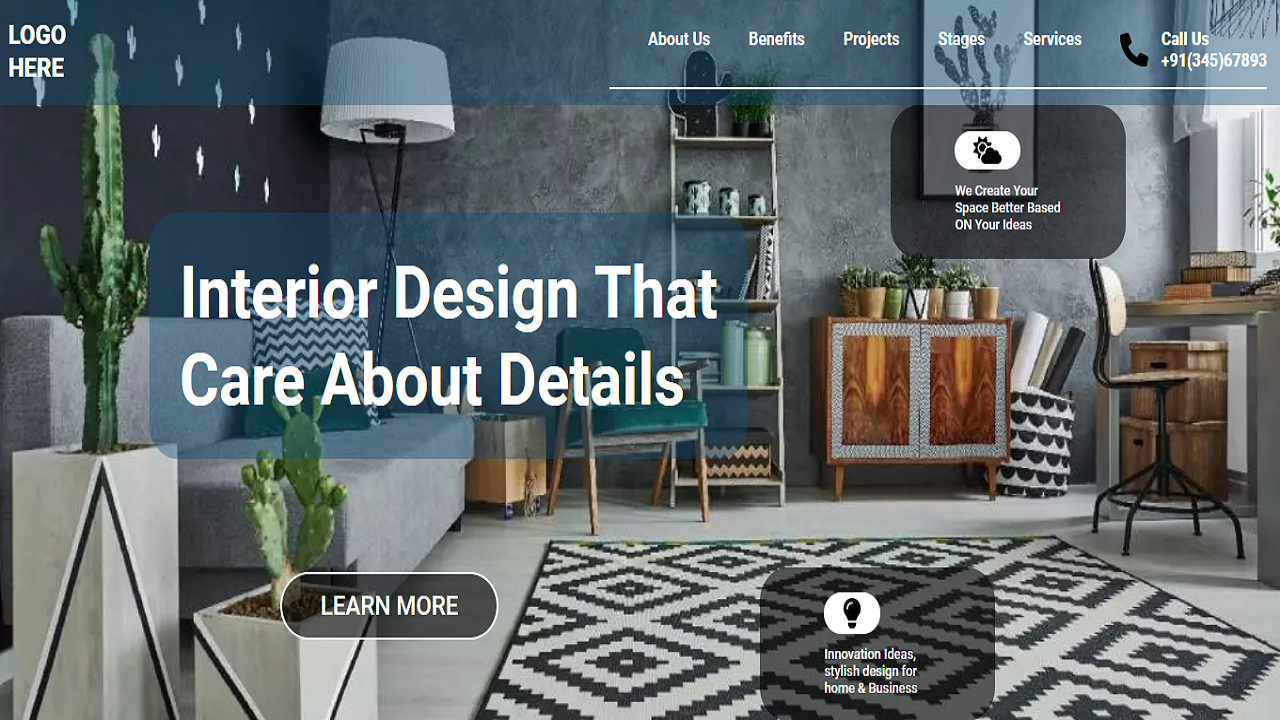 LOGO
HERE
About Us
Benefits
Projects
Stages
Services
Call Us
+91(345)67893
We Create Your
Space Better Based
ON Your Ideas
Interior Design That
Care About Details
LEARN MORE
Innovation Ideas,
stylish design for
home & Business